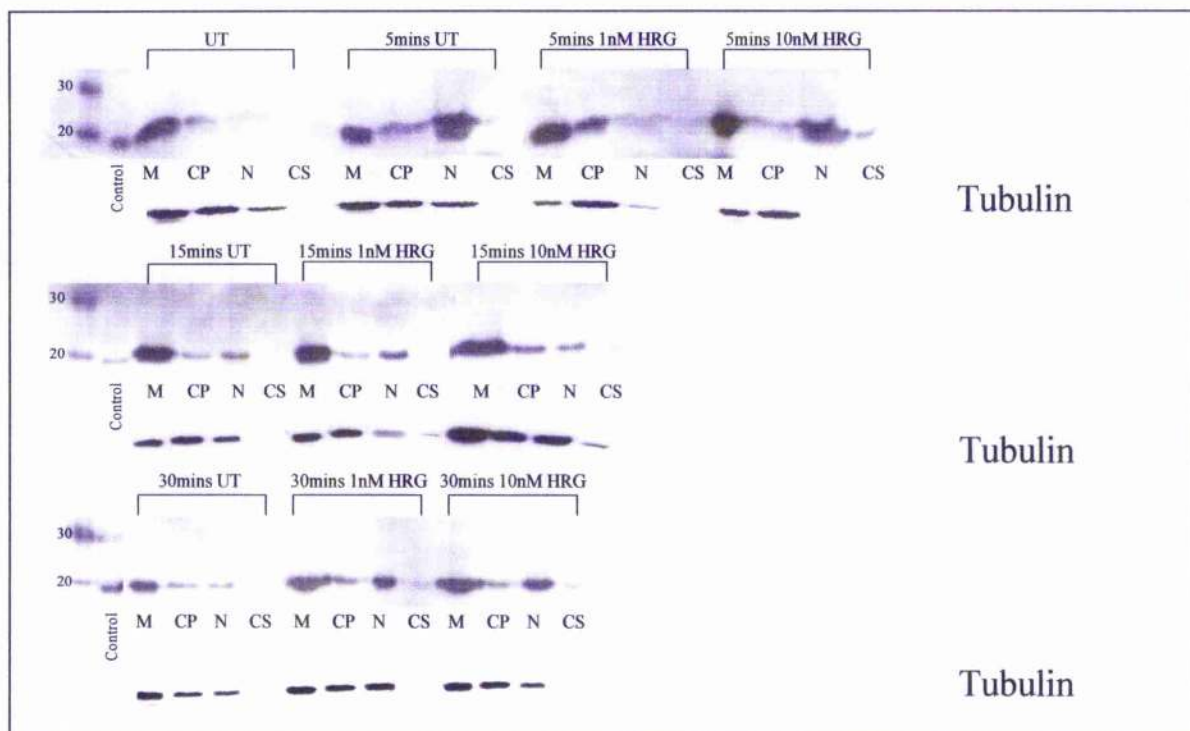 UT 5mins UT 5mins 1nM HRG 5mins 10nM HRG
30
20
Control M CP N CS M CP N CS M CP N CS M CP N CS
Tubulin
15mins UT 15mins 1nM HRG 15mins 10nM HRG
30
20
Control M CP N CS M CP N CS M CP N CS
Tubulin
30mins UT 30mins 1nM HRG 30mins 10nM HRG
30
20
Control M CP N CS M CP N CS M CP N CS
Tubulin